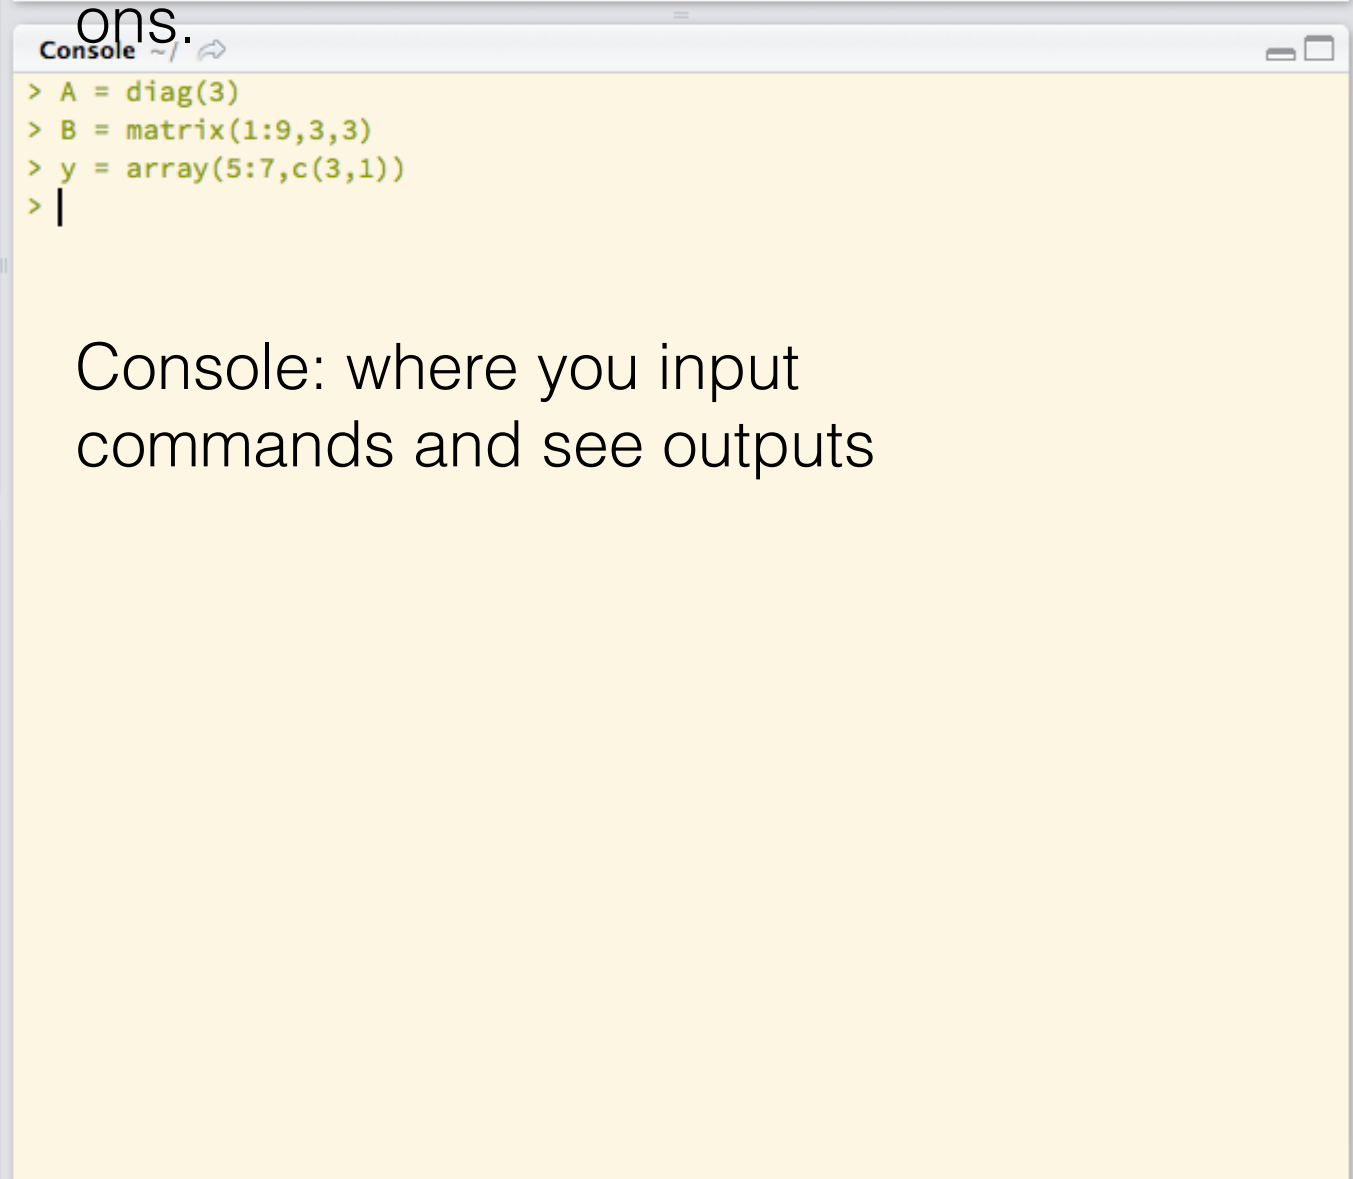 ons.
Console ~/
> A = diag(3)
> B = matrix(1:9,3,3)
> y = array(5:7,c(3,1))
>
Console: where you input
commands and see outputs